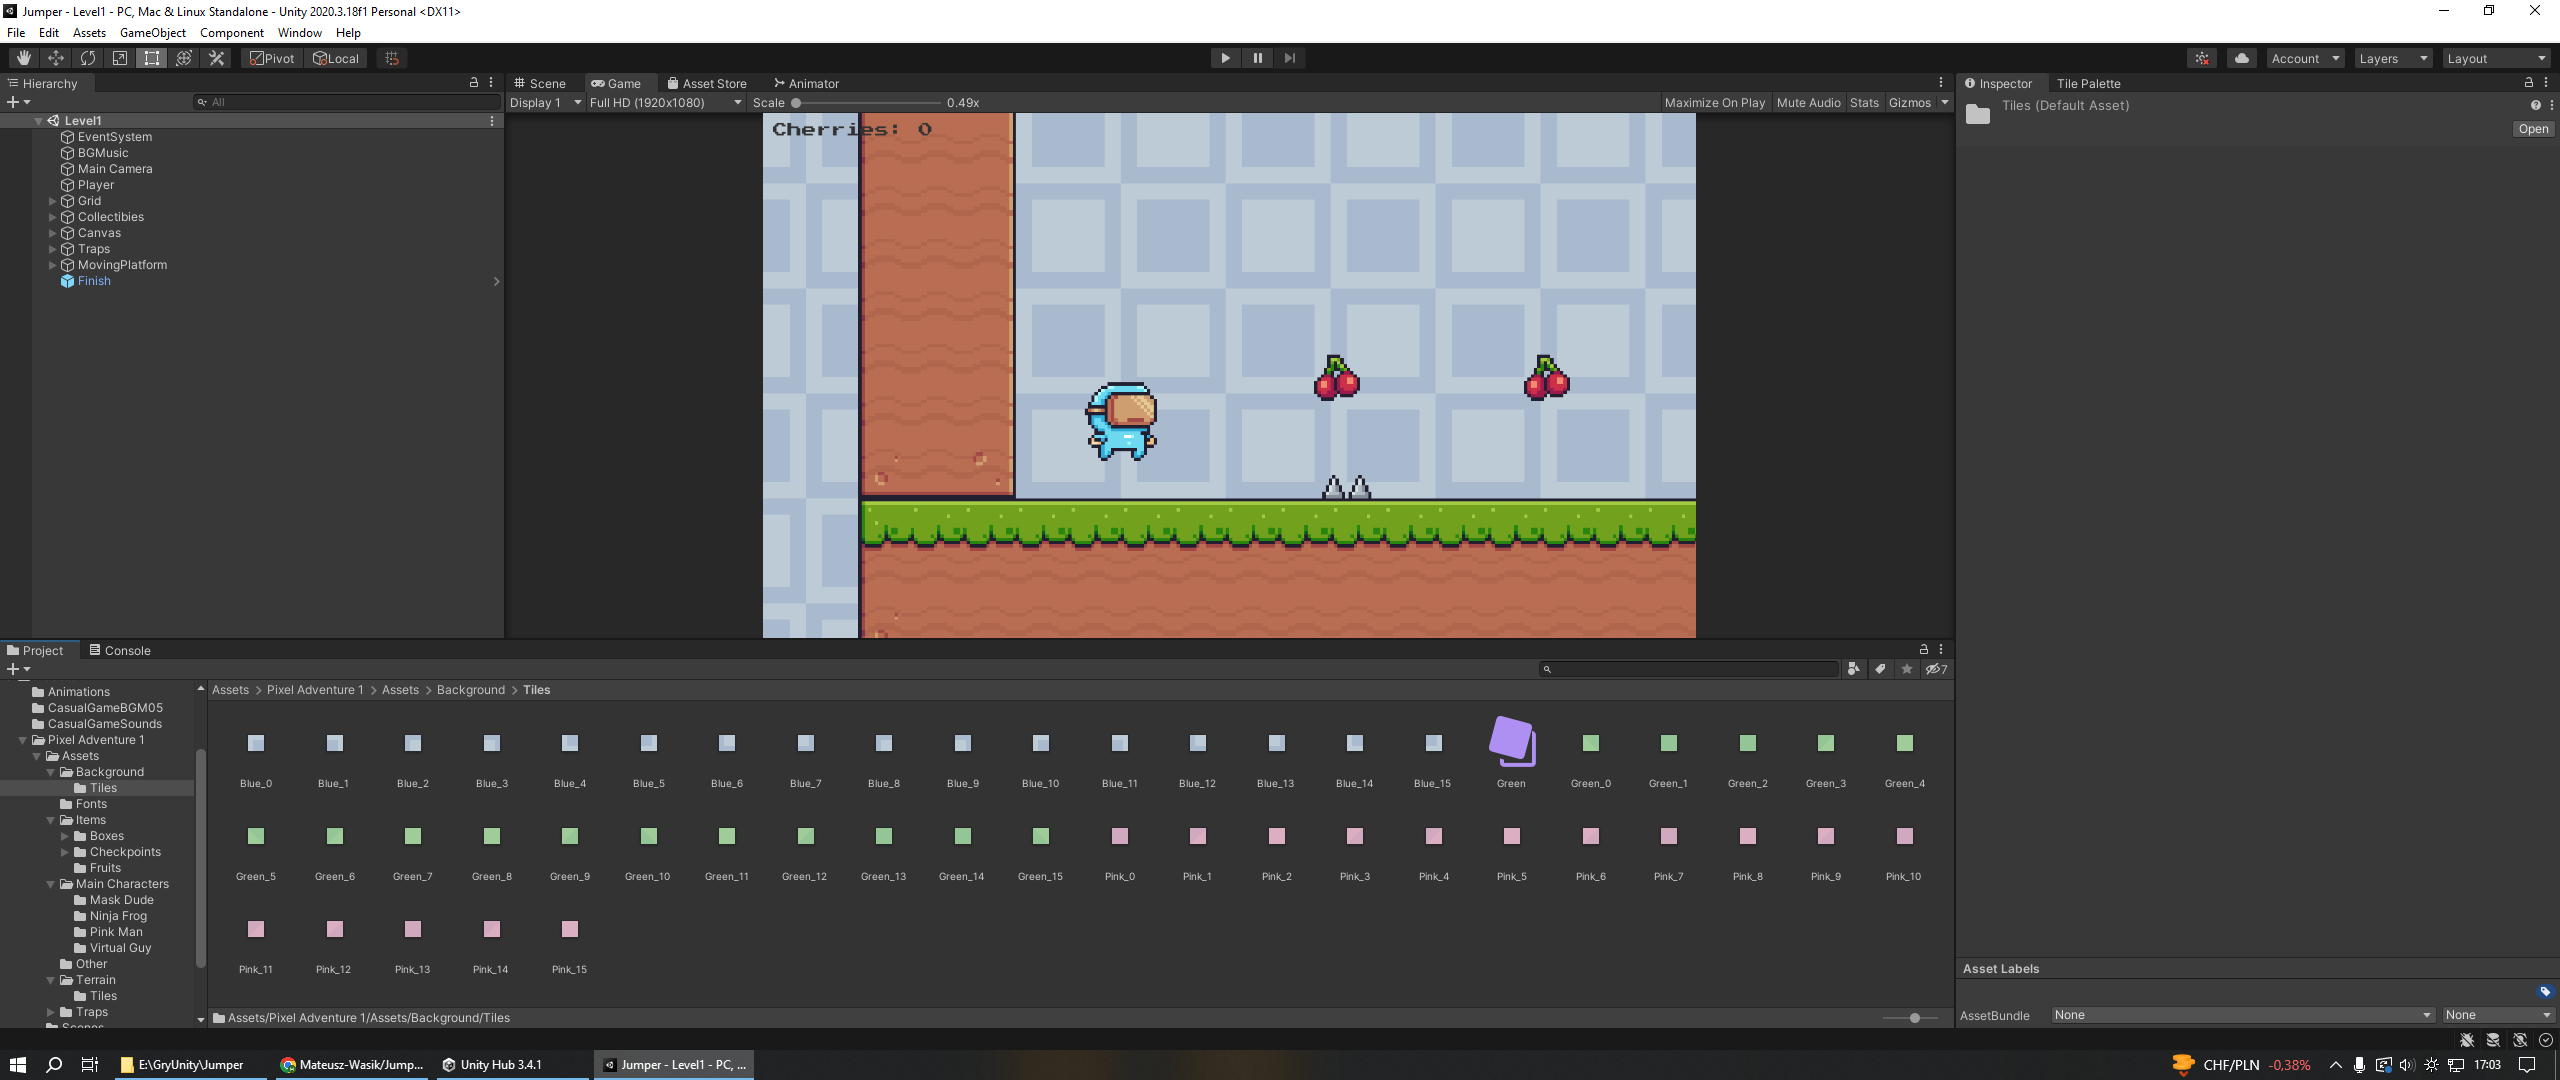 Jumper - Level1 - PC, Mac & Linux Standalone - Unity 2020.3.18f1 Personal <DX11>
File Edit Assets GameObject Component Window Help
Pivot Local Account Layers Layout
Hierarchy
All
Level1
EventSystem
BGMusic
Main Camera
Player
Grid
Collectibies
Canvas
Traps
MovingPlatform
Finish
Scene Game Asset Store Animator
Display 1 Full HD (1920x1080) Scale 0.49x Maximize On Play Mute Audio Stats Gizmos
Cherries: 0
Inspector Tile Palette
Tiles (Default Asset)
Open
Project Console
7
Animations
CasualGameBGM05
CasualGameSounds
Pixel Adventure 1
Assets
Background
Tiles
Fonts
Items
Boxes
Checkpoints
Fruits
Main Characters
Mask Dude
Ninja Frog
Pink Man
Virtual Guy
Other
Terrain
Tiles
Traps
Scenes
Assets > Pixel Adventure 1 > Assets > Background > Tiles
Blue_0 Blue_1 Blue_2 Blue_3 Blue_4 Blue_5 Blue_6 Blue_7 Blue_8 Blue_9 Blue_10 Blue_11 Blue_12 Blue_13 Blue_14 Blue_15 Green Green_0 Green_1 Green_2 Green_3 Green_4
Green_5 Green_6 Green_7 Green_8 Green_9 Green_10 Green_11 Green_12 Green_13 Green_14 Green_15 Pink_0 Pink_1 Pink_2 Pink_3 Pink_4 Pink_5 Pink_6 Pink_7 Pink_8 Pink_9 Pink_10
Pink_11 Pink_12 Pink_13 Pink_14 Pink_15
Assets/Pixel Adventure 1/Assets/Background/Tiles
Asset Labels
AssetBundle None None
E:\GryUnity\Jumper Mateusz-Wasik/Jump... Unity Hub 3.4.1 Jumper - Level1 - PC, ... CHF/PLN -0,38% 17:03